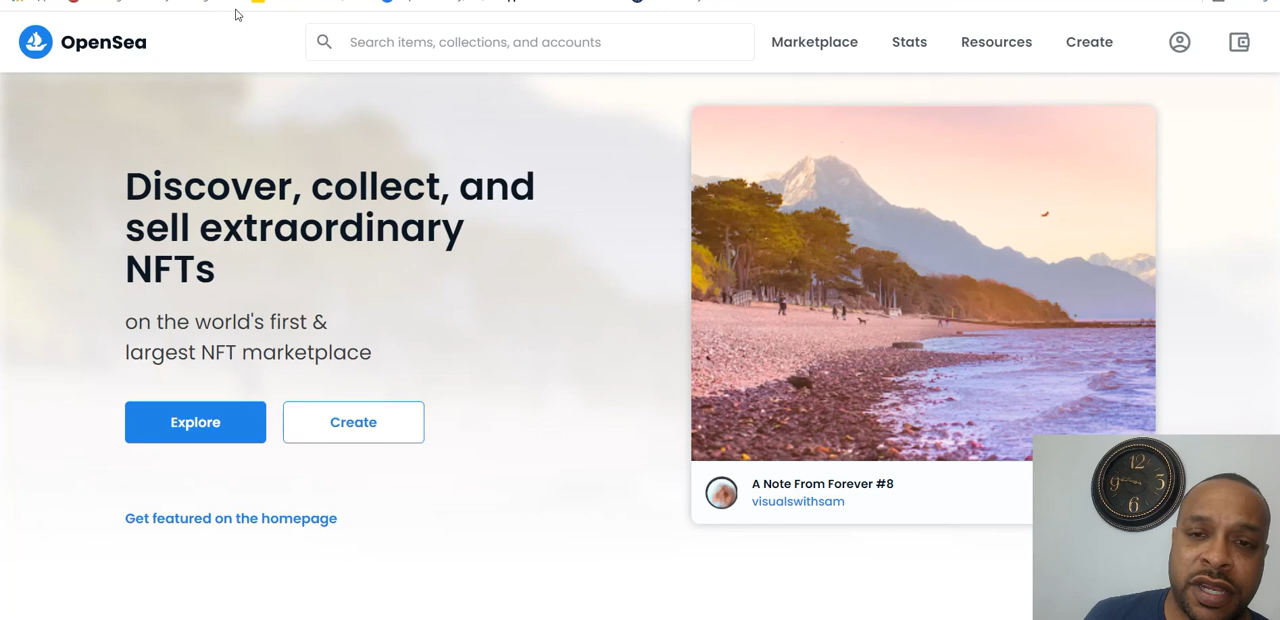 OpenSea
Search items, collections, and accounts
Marketplace
Stats
Resources
Create
Discover, collect, and
sell extraordinary
NFTs
on the world's first &
largest NFT marketplace
Explore
Create
Get featured on the homepage
A Note From Forever #8
visualswithsam
12
9
3
6